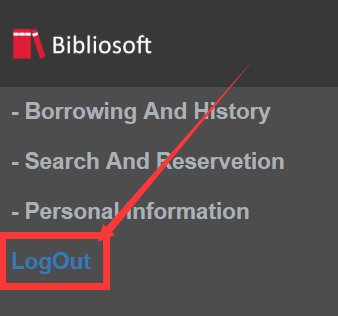 Bibliosoft
- Borrowing And History
- Search And Reservetion
- Personal Information
LogOut